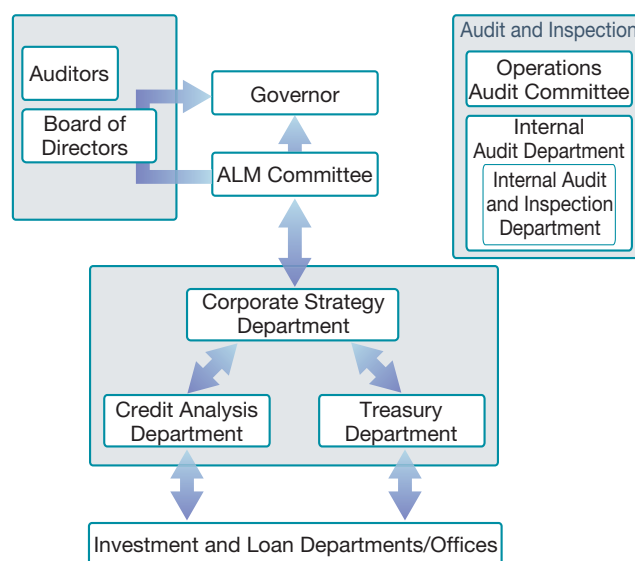 Auditors
Board of
Directors
Governor
ALM Committee
Audit and Inspection
Operations
Audit Committee
Internal
Audit Department
Internal Audit
and Inspection
Department
Corporate Strategy
Department
Credit Analysis
Department
Treasury
Department
Investment and Loan Departments/Offices